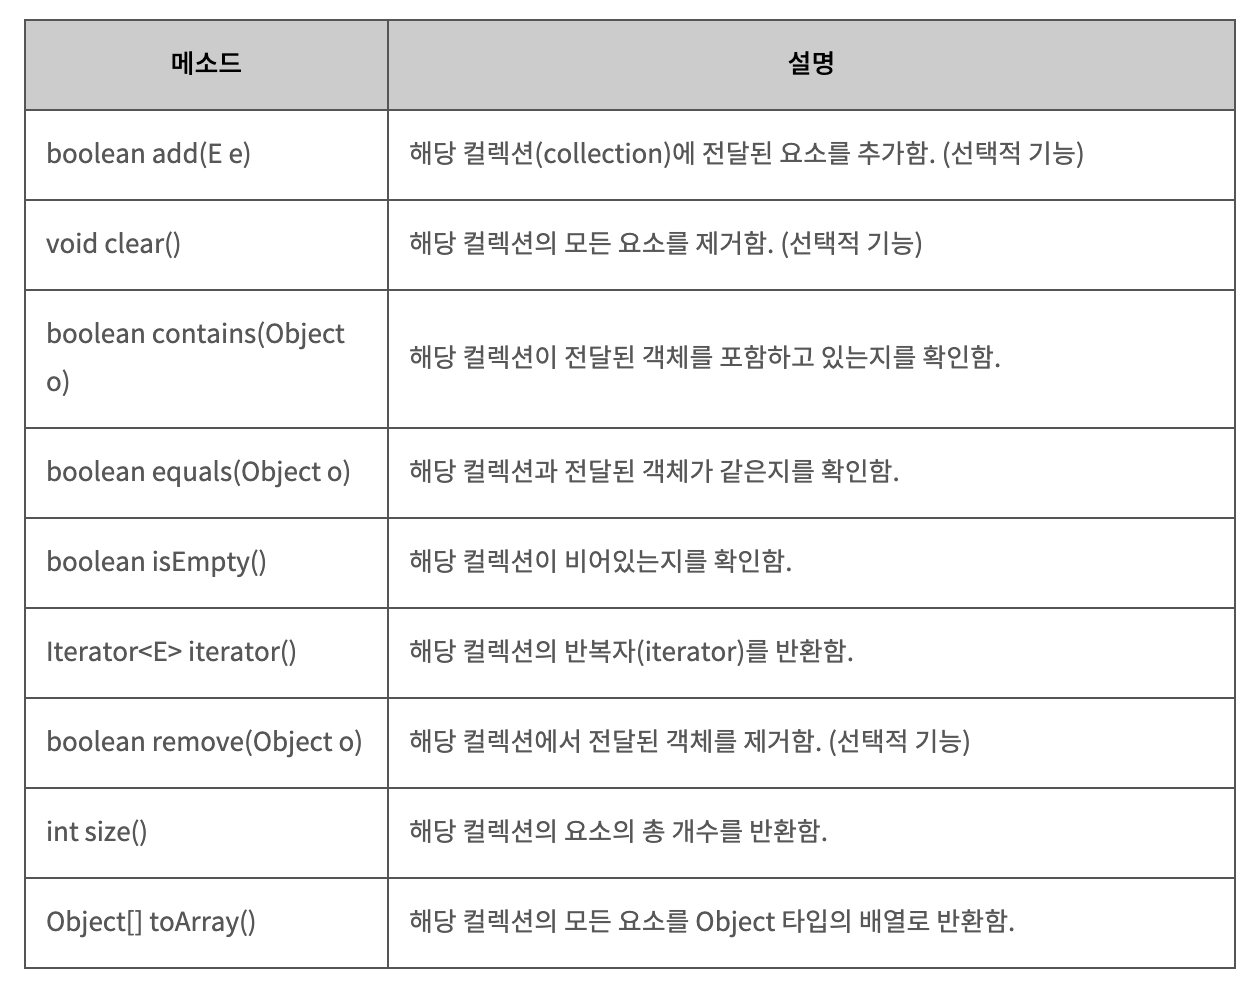 메소드 설명
boolean add(E e) 해당 컬렉션(collection)에 전달된 요소를 추가함. (선택적 기능)
void clear() 해당 컬렉션의 모든 요소를 제거함. (선택적 기능)
boolean contains(Object
o) 해당 컬렉션이 전달된 객체를 포함하고 있는지를 확인함.
boolean equals(Object o) 해당 컬렉션과 전달된 객체가 같은지를 확인함.
boolean isEmpty() 해당 컬렉션이 비어있는지를 확인함.
Iterator<E> iterator() 해당 컬렉션의 반복자(iterator)를 반환함.
boolean remove(Object o) 해당 컬렉션에서 전달된 객체를 제거함. (선택적 기능)
int size() 해당 컬렉션의 요소의 총 개수를 반환함.
Object[] toArray() 해당 컬렉션의 모든 요소를 Object 타입의 배열로 반환함.